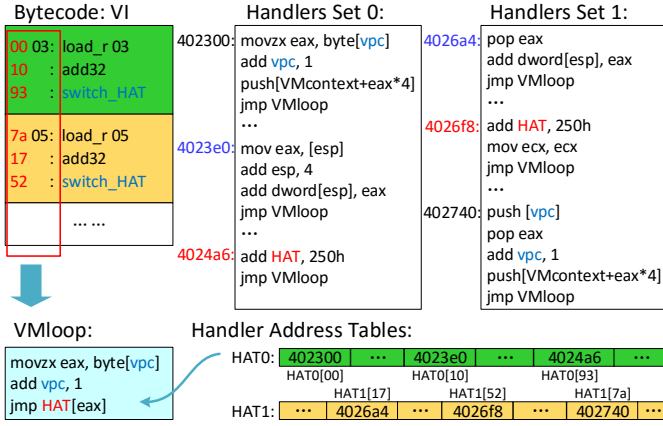 Bytecode: VI
00 03: load_r 03
10 : add32
93 : switch_HAT
7a 05: load_r 05
17 : add32
52 : switch_HAT
... ...
Handlers Set 0:
402300: movzx eax, byte[vpc]
add vpc, 1
push[VMcontext+eax*4]
jmp VMloop
...
4023e0: mov eax, [esp]
add esp, 4
add dword[esp], eax
jmp VMloop
...
4024a6: add HAT, 250h
jmp VMloop
Handlers Set 1:
4026a4: pop eax
add dword[esp], eax
jmp VMloop
...
4026f8: add HAT, 250h
mov ecx, ecx
jmp VMloop
...
402740: push [vpc]
pop eax
add vpc, 1
push[VMcontext+eax*4]
jmp VMloop
VMloop:
movzx eax, byte[vpc]
add vpc, 1
jmp HAT[eax]
Handler Address Tables:
HAT0: 402300 ... 4023e0 ... 4024a6 ...
HAT0[00] HAT0[10] HAT0[93]
HAT1[17] HAT1[52] HAT1[7a]
HAT1: ... 4026a4 ... 4026f8 ... 402740 ...